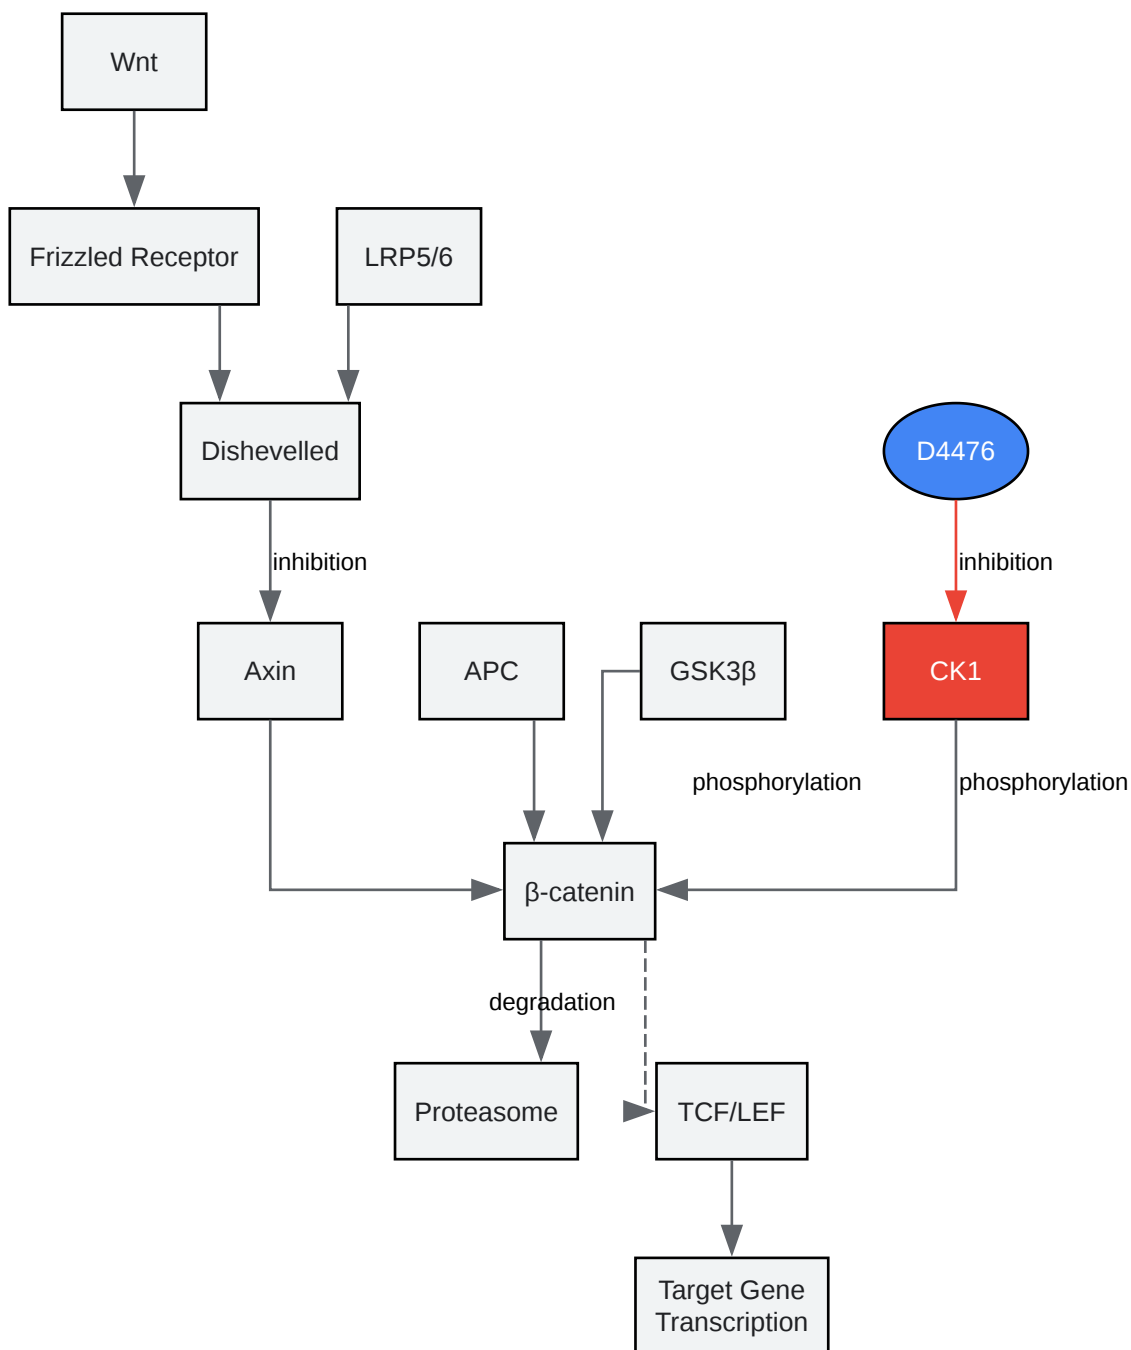 Wnt
Frizzled Receptor
LRP5/6
Dishevelled
D4476
inhibition
inhibition
Axin
APC
GSK3β
CK1
phosphorylation
phosphorylation
β-catenin
degradation
Proteasome
TCF/LEF
Target Gene
Transcription